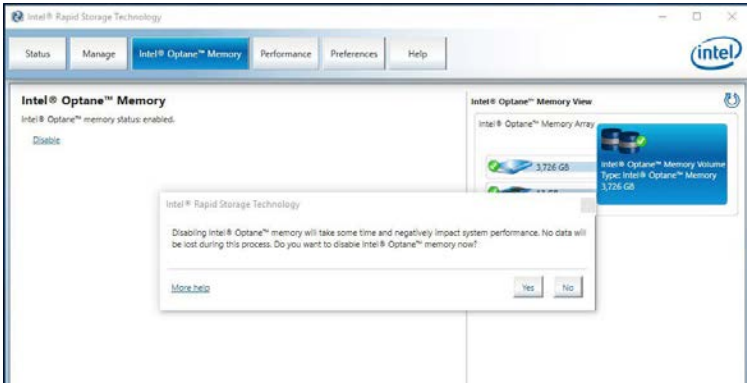 Intel® Rapid Storage Technology
Status
Manage
Intel® Optane™ Memory
Performance
Preferences
Help
intel
Intel® Optane™ Memory
Intel® Optane™ memory status: enabled.
Disable
Intel® Optane™ Memory View
Intel® Optane™ Memory Array
3,726 GB
Intel® Optane™ Memory Volume
Type: Intel® Optane™ Memory
3,726 GB
Intel® Rapid Storage Technology
Disabling Intel® Optane™ memory will take some time and negatively impact system performance. No data will
be lost during this process. Do you want to disable Intel® Optane™ memory now?
More help
Yes
No